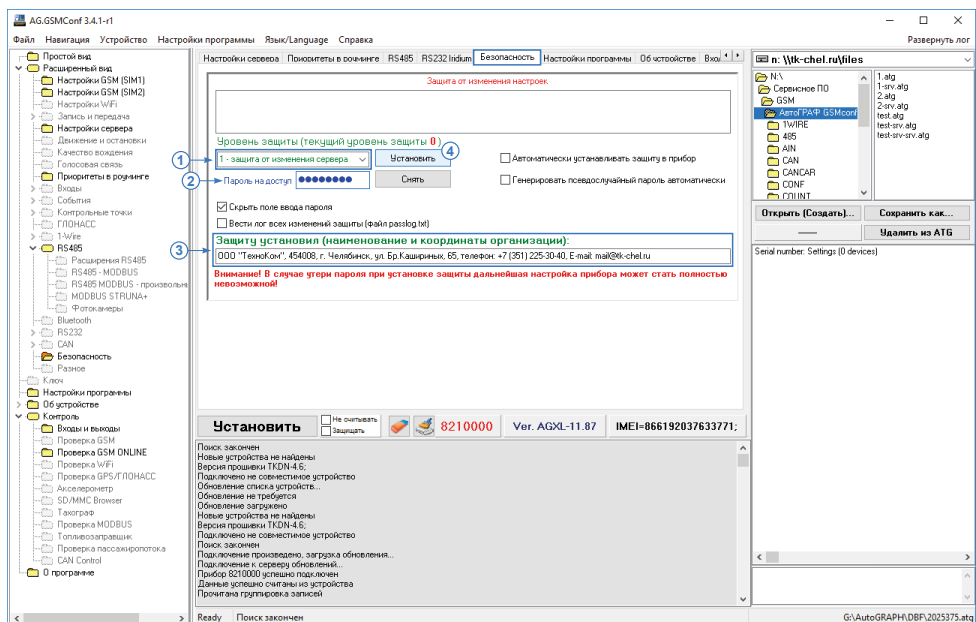 AG.GSMConf 3.4.1-r1
Файл Навигация Устройство Настройки программы Язык/Language Справка
Развернуть лог
Простой вид
Расширенный вид
Настройки GSM (SIM1)
Настройки GSM (SIM2)
Настройки WiFi
Запись и передача
Настройки сервера
Движение и остановки
Качество вождения
Голосовая связь
Приоритеты в роуминге
Входы
События
Контрольные точки
ГЛОНАСС
1-Wire
RS485
Расширения RS485
RS485 - MODBUS
RS485 MODBUS - произвольн
MODBUS STRUNA+
Фотокамеры
Bluetooth
RS232
CAN
Безопасность
Разное
Ключ
Настройки программы
Об устройстве
Контроль
Входы и выходы
Проверка GSM
Проверка GSM ONLINE
Проверка WiFi
Проверка GPS/ГЛОНАСС
Акселерометр
SD/MMC Browser
Тахограф
Проверка MODBUS
Топливозаправщик
Проверка пассажиропотока
CAN Control
О программе
Настройки сервера Приоритеты в роуминге RS485 RS232 Iridium Безопасность Настройки программы Об устройстве Вход
Защита от изменения настроек.
Уровень защиты (текущий уровень защиты 0 )
1 1 - защита от изменения сервера Установить 4 Автоматически устанавливать защиту в прибор
2 Пароль на доступ Снять Генерировать псевдослучайный пароль автоматически
Скрыть поле ввода пароля
Вести лог всех изменений защиты (файл passlog.txt)
3 Защиту установил (наименование и координаты организации):
ООО "ТехноКом", 454008, г. Челябинск, ул. Бр.Кашириных, 65, телефон: +7 (351) 225-30-40, E-mail: mail@tk-chel.ru
Внимание! В случае утери пароля при установке защиты дальнейшая настройка прибора может стать полностью
невозможной!
Установить Не считывать Защищать 8210000 Ver. AGXL-11.87 IMEI=866192037633771;
Поиск закончен
Новые устройства не найдены
Версия прошивки TKDN-4.6;
Подключено не совместимое устройство
Обновление списка устройств...
Обновление не требуется
Обновление загружено
Новые устройства не найдены
Версия прошивки TKDN-4.6;
Подключено не совместимое устройство
Поиск закончен
Подключение произведено, загрузка обновления...
Подключение к серверу обновлений...
Прибор 8210000 успешно подключен
Данные успешно считаны из устройства
Прочитана группировка записей
n: \\tk-chel.ru\files
N:\
Сервисное ПО
GSM
АвтоГРАФ GSMconf
1WIRE
485
AIN
CAN
CANCAR
CONF
COUNT
1.atg
1-srv.atg
2.atg
2-srv.atg
test.atg
test-srv.atg
test-srv-srv.atg
Открыть (Создать)... Сохранить как...
Удалить из ATG
Serial number: Settings (0 devices)
Ready Поиск закончен G:\AutoGRAPH\DBF\2025375.atg